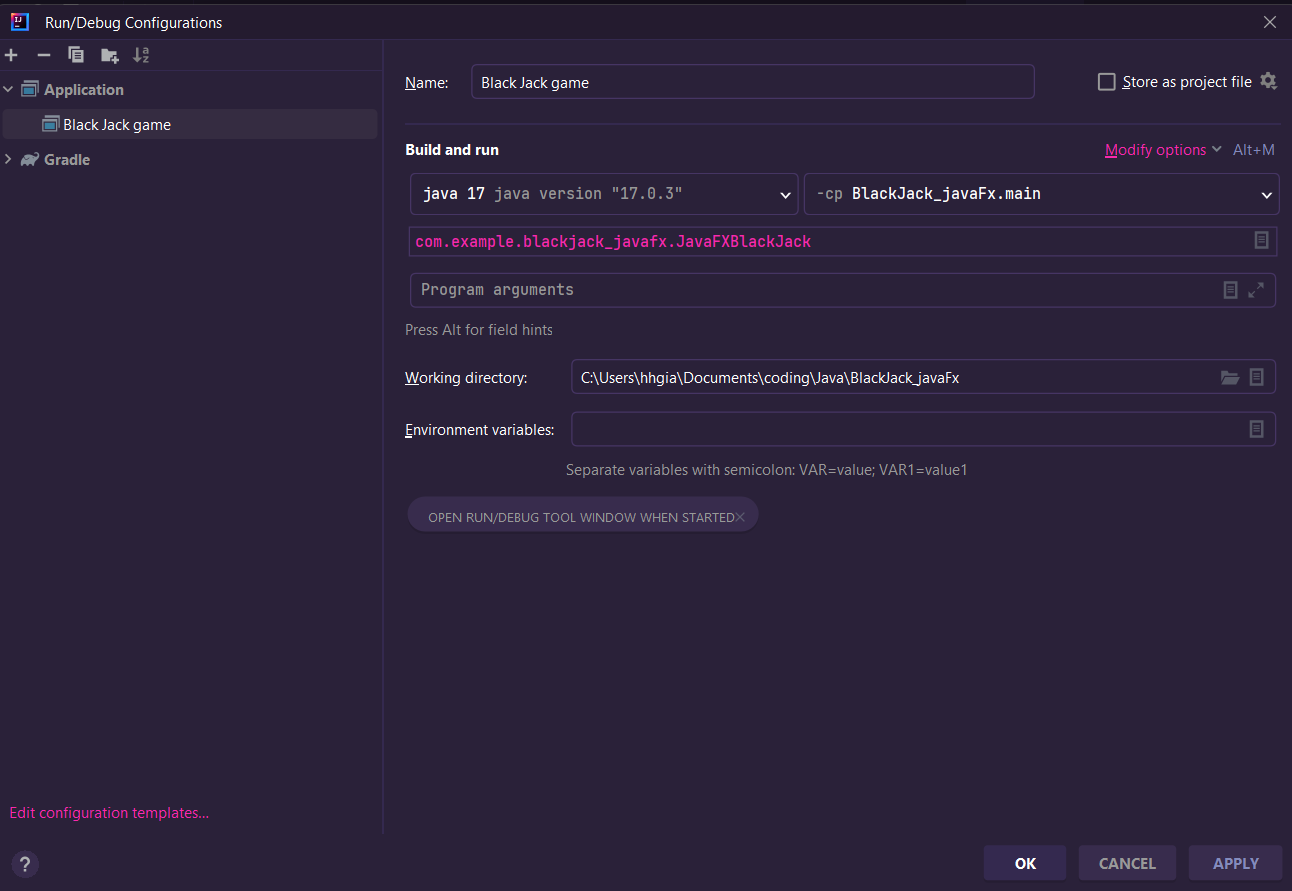 Run/Debug Configurations
Application
Black Jack game
Gradle
Edit configuration templates...
Name: Black Jack game Store as project file
Build and run Modify options Alt+M
java 17 java version "17.0.3" -cp BlackJack_javaFx.main
com.example.blackjack_javafx.JavaFXBlackJack
Program arguments
Press Alt for field hints
Working directory: C:\Users\hhgia\Documents\coding\Java\BlackJack_javaFx
Environment variables:
Separate variables with semicolon: VAR=value; VAR1=value1
OPEN RUN/DEBUG TOOL WINDOW WHEN STARTED
? OK CANCEL APPLY